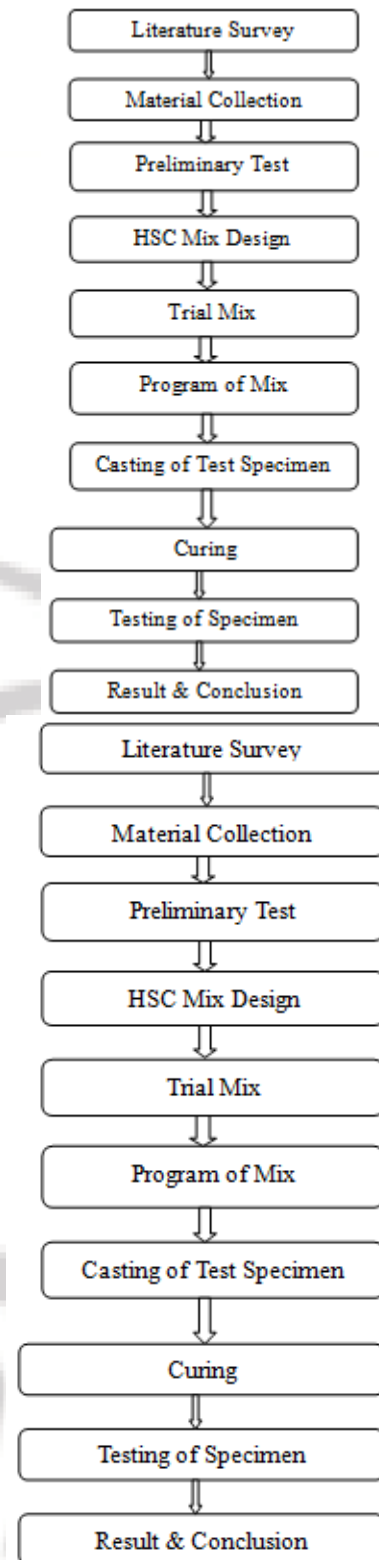 Literature Survey
Material Collection
Preliminary Test
HSC Mix Design
Trial Mix
Program of Mix
Casting of Test Specimen
Curing
Testing of Specimen
Result & Conclusion
Literature Survey
Material Collection
Preliminary Test
HSC Mix Design
Trial Mix
Program of Mix
Casting of Test Specimen
Curing
Testing of Specimen
Result & Conclusion